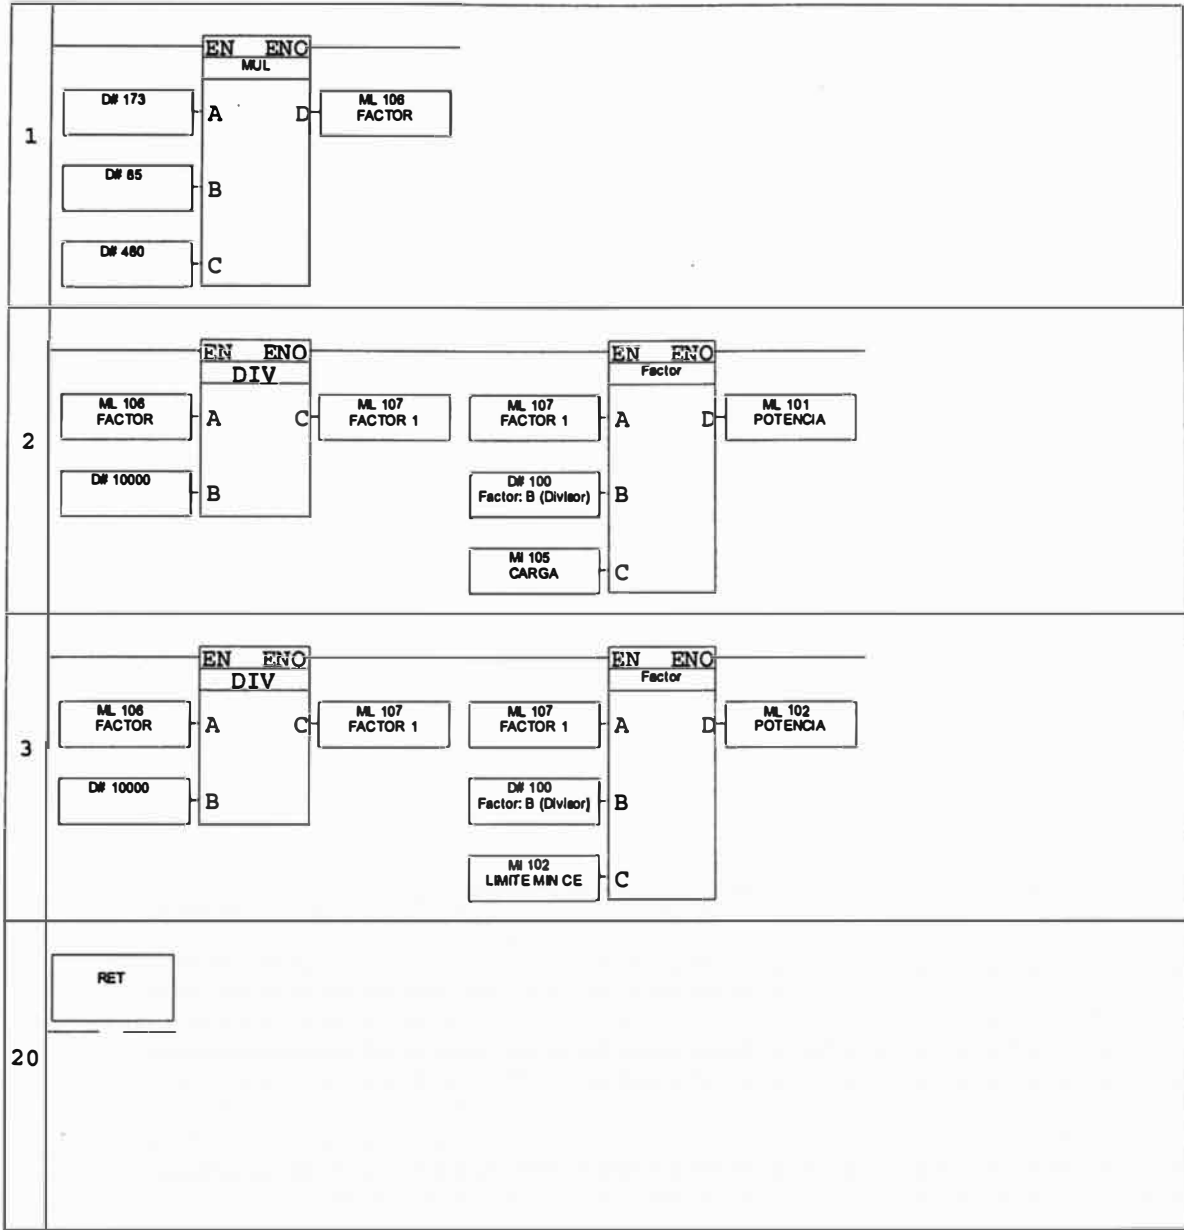 1
EN ENO
MUL
D# 173
A
D
ML 106
FACTOR
D# 85
B
D# 480
C
2
EN ENO
DIV
ML 106
FACTOR
A
C
ML 107
FACTOR 1
D# 10000
B
EN ENO
Factor
ML 107
FACTOR 1
A
D
ML 101
POTENCIA
D# 100
Factor: B (Divisor)
B
MI 105
CARGA
C
3
EN ENO
DIV
ML 106
FACTOR
A
C
ML 107
FACTOR 1
D# 10000
B
EN ENO
Factor
ML 107
FACTOR 1
A
D
ML 102
POTENCIA
D# 100
Factor: B (Divisor)
B
MI 102
LIMITE MIN CE
C
20
RET